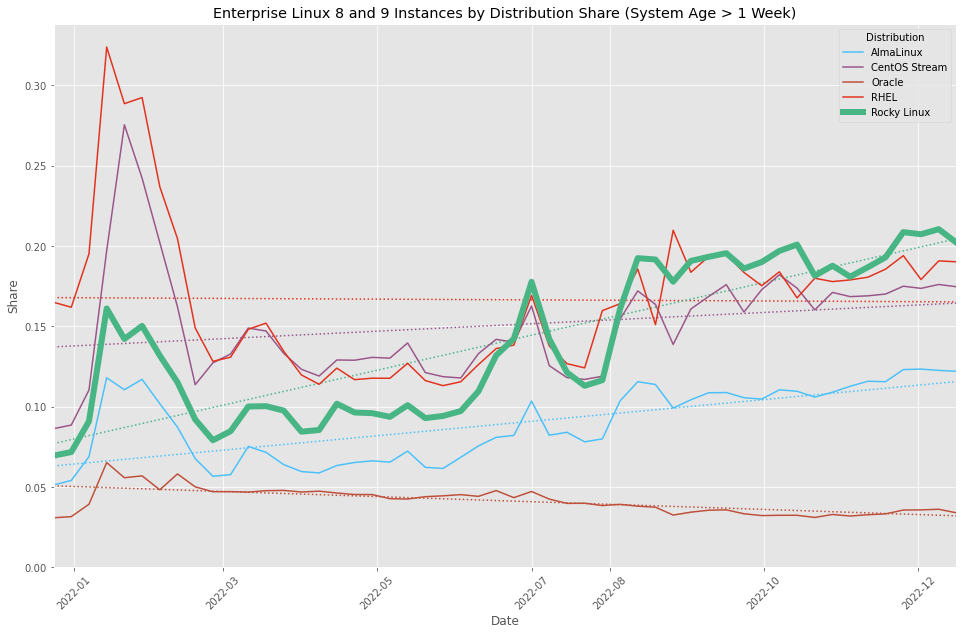 Enterprise Linux 8 and 9 Instances by Distribution Share (System Age > 1 Week)
Distribution
AlmaLinux
CentOS Stream
Oracle
RHEL
Rocky Linux
Share
0.30
0.25
0.20
0.15
0.10
0.05
0.00
2022-01
2022-03
2022-05
2022-07
2022-08
2022-10
2022-12
Date